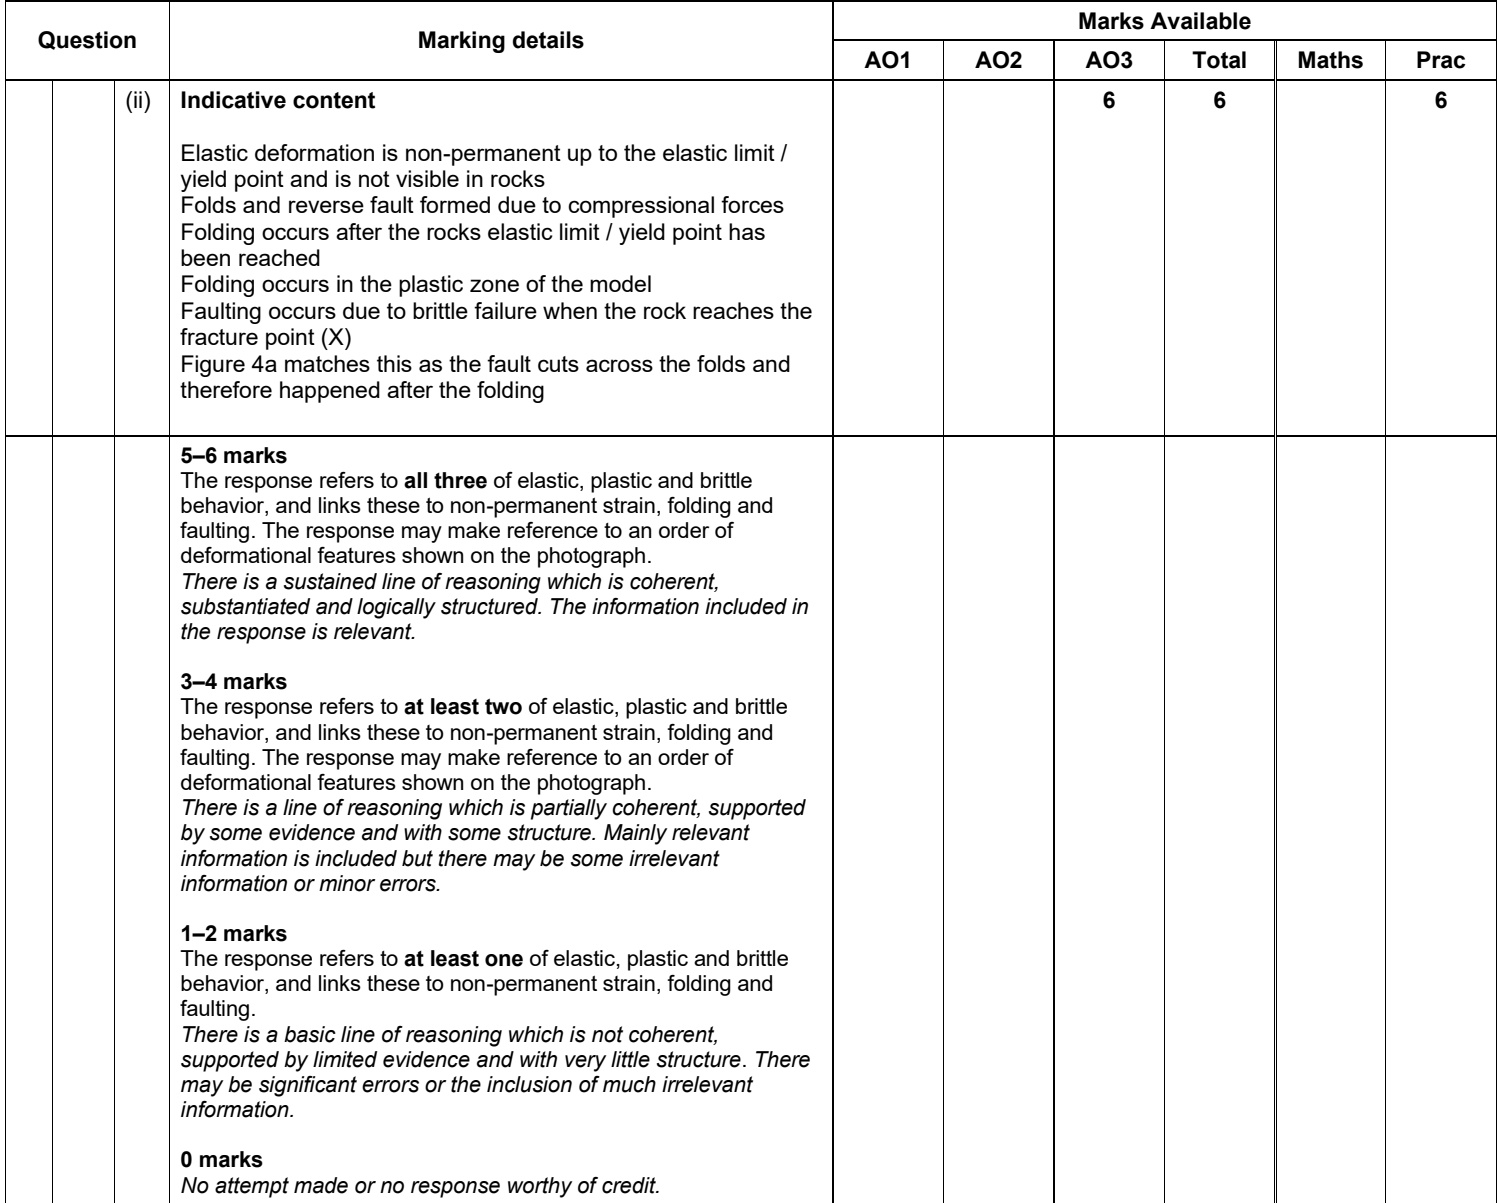 Question
Marking details
Marks Available
AO1 AO2 AO3 Total Maths Prac
(ii) Indicative content 6 6 6
Elastic deformation is non-permanent up to the elastic limit /
yield point and is not visible in rocks
Folds and reverse fault formed due to compressional forces
Folding occurs after the rocks elastic limit / yield point has
been reached
Folding occurs in the plastic zone of the model
Faulting occurs due to brittle failure when the rock reaches the
fracture point (X)
Figure 4a matches this as the fault cuts across the folds and
therefore happened after the folding
5–6 marks
The response refers to all three of elastic, plastic and brittle
behavior, and links these to non-permanent strain, folding and
faulting. The response may make reference to an order of
deformational features shown on the photograph.
There is a sustained line of reasoning which is coherent,
substantiated and logically structured. The information included in
the response is relevant.
3–4 marks
The response refers to at least two of elastic, plastic and brittle
behavior, and links these to non-permanent strain, folding and
faulting. The response may make reference to an order of
deformational features shown on the photograph.
There is a line of reasoning which is partially coherent, supported
by some evidence and with some structure. Mainly relevant
information is included but there may be some irrelevant
information or minor errors.
1–2 marks
The response refers to at least one of elastic, plastic and brittle
behavior, and links these to non-permanent strain, folding and
faulting.
There is a basic line of reasoning which is not coherent,
supported by limited evidence and with very little structure. There
may be significant errors or the inclusion of much irrelevant
information.
0 marks
No attempt made or no response worthy of credit.